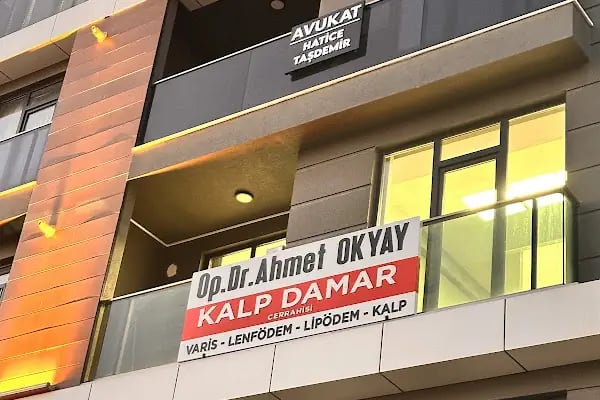 AVUKAT
HATİCE
TAŞDEMİR
Op.Dr.Ahmet OKYAY
KALP DAMAR
CERRAHİSİ
VARİS - LENFÖDEM - LİPÖDEM - KALP